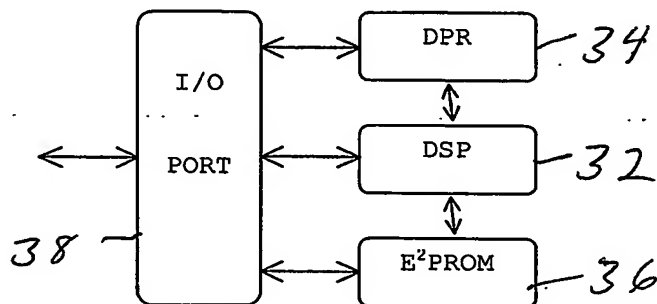 DPR
34
I/O
PORT
DSP
32
38
E²PROM
36